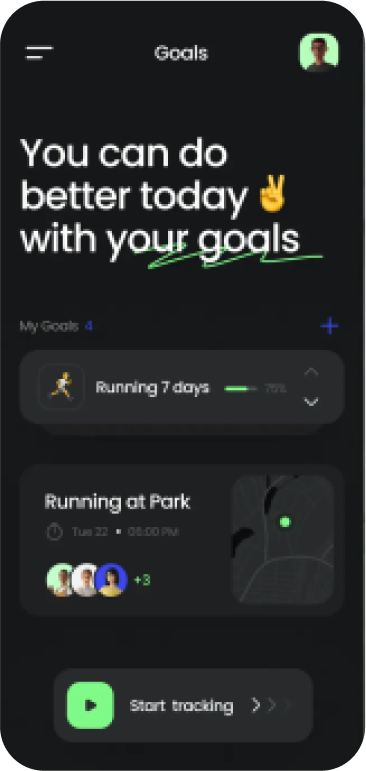 Goals
You can do
better today ✌️
with your goals
My Goals 4
Running 7 days 75%
Running at Park
Tue 22 • 06:00 PM
+3
Start tracking